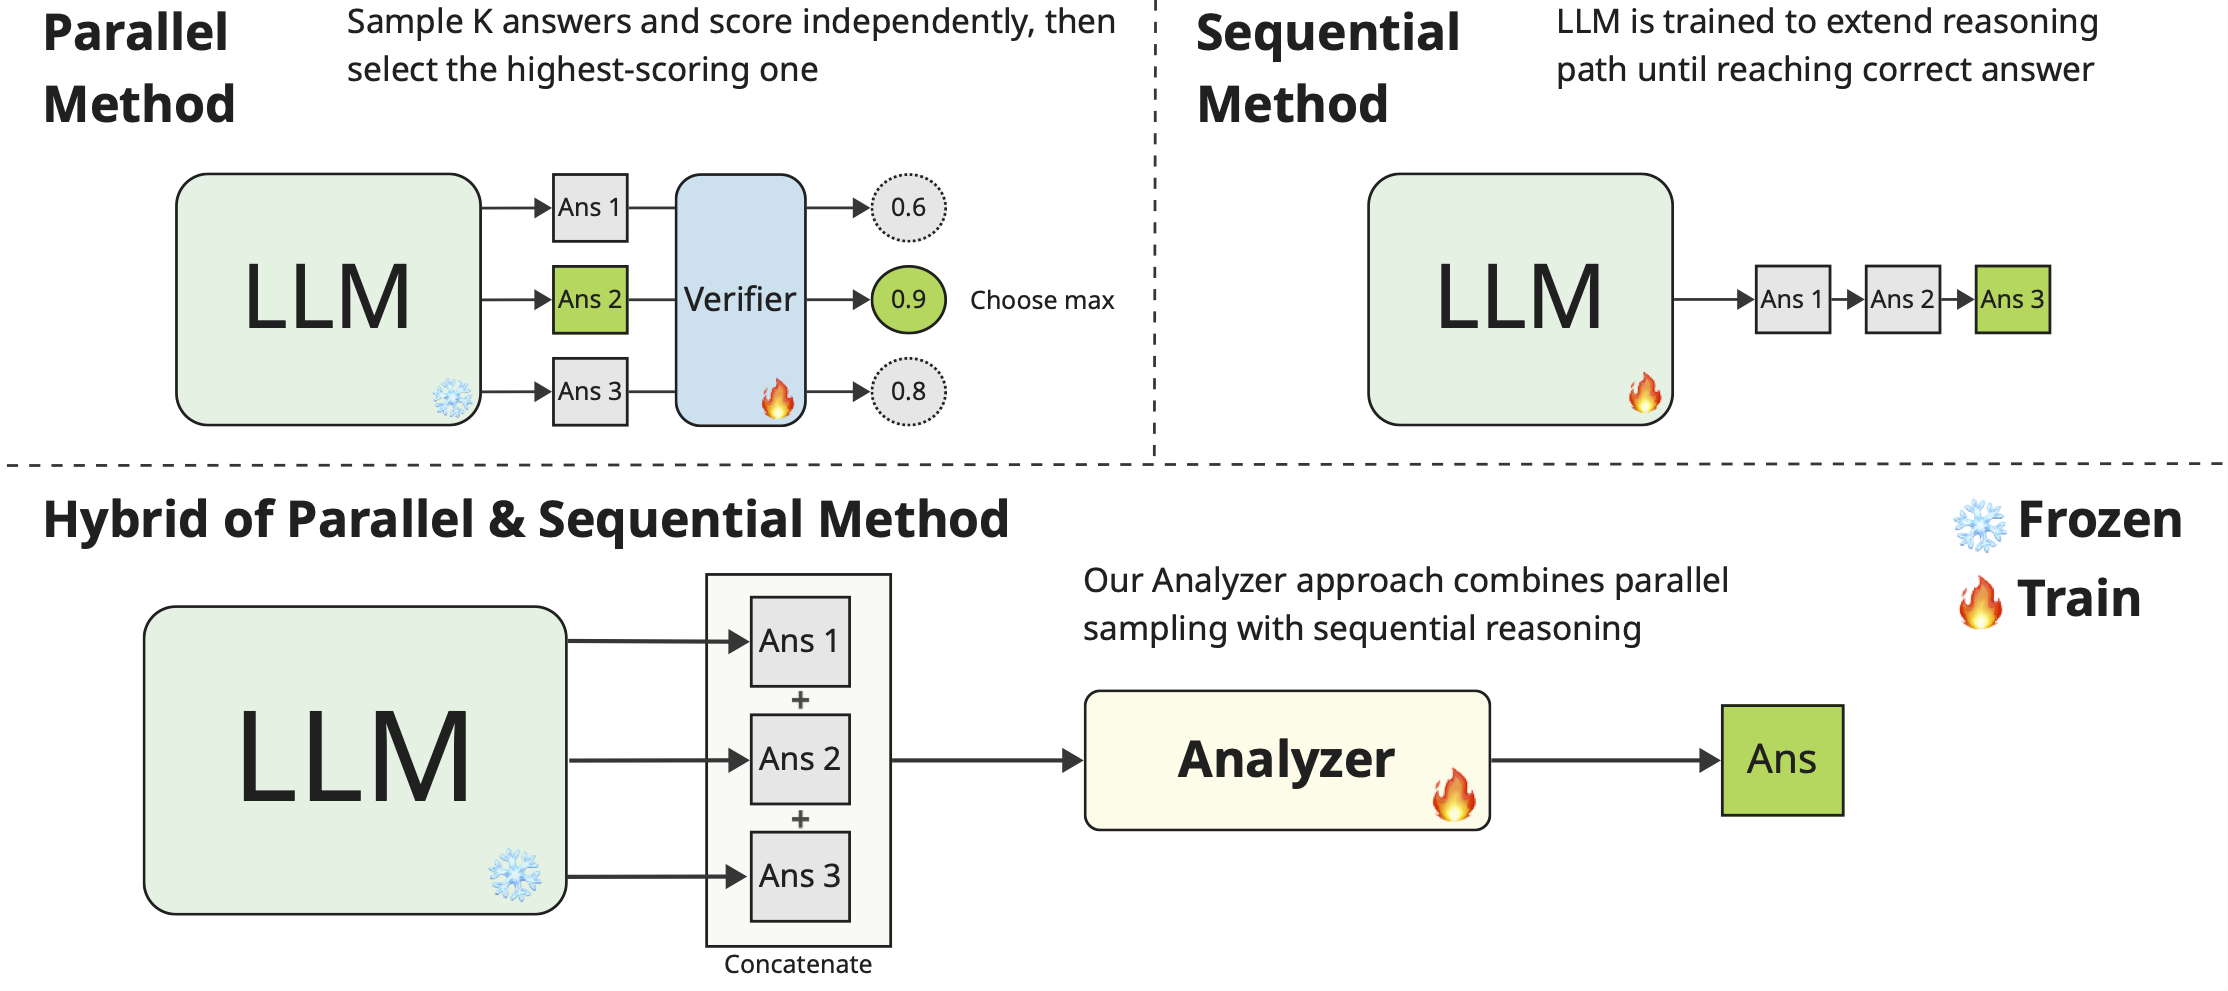 Parallel
Method
Sample K answers and score independently, then
select the highest-scoring one
LLM
Ans 1
Ans 2
Ans 3
Verifier
0.6
0.9
0.8
Choose max
Sequential
Method
LLM is trained to extend reasoning
path until reaching correct answer
LLM
Ans 1
Ans 2
Ans 3
Hybrid of Parallel & Sequential Method
Frozen
Train
LLM
Ans 1
+
Ans 2
+
Ans 3
Concatenate
Our Analyzer approach combines parallel
sampling with sequential reasoning
Analyzer
Ans